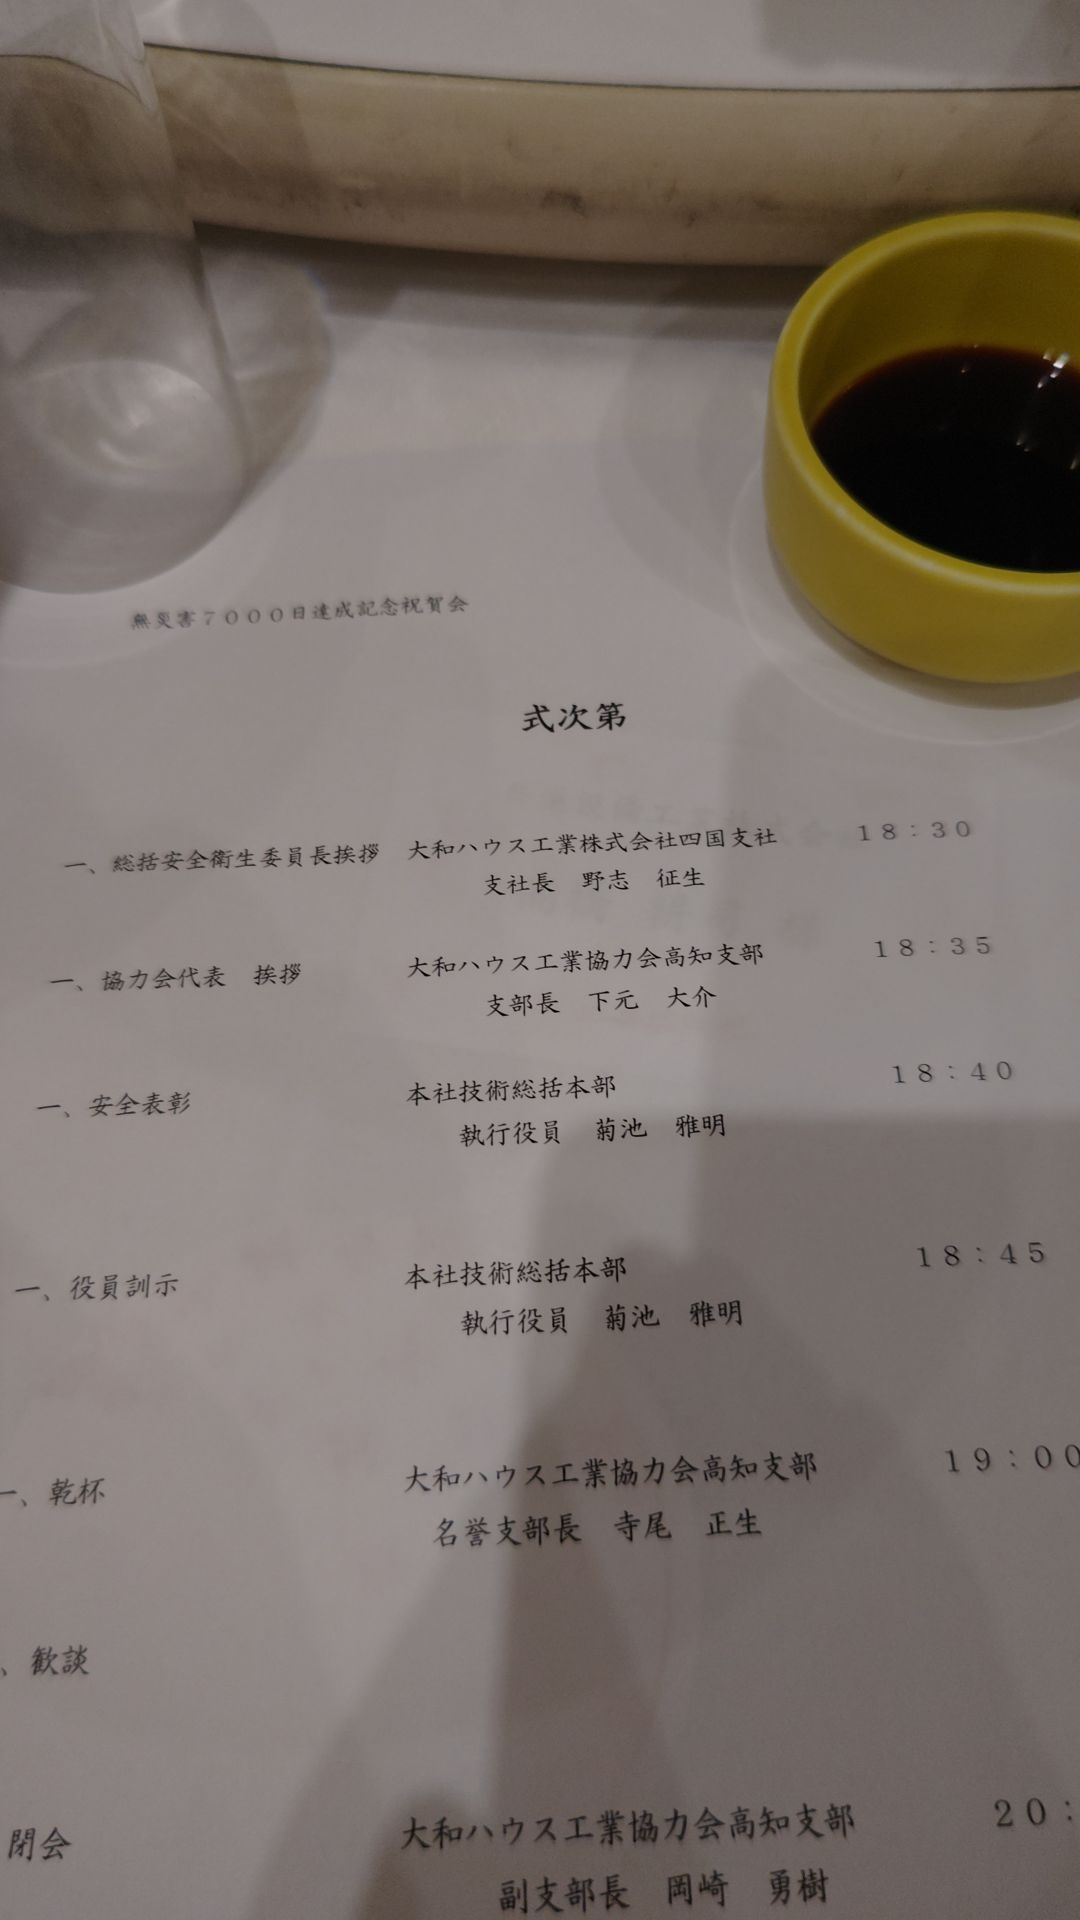 無災害７０００日達成記念祝賀会
式次第
一、総括安全衛生委員長挨拶　大和ハウス工業株式会社四国支社　１８：３０
支社長　野志　征生
一、協力会代表　挨拶　大和ハウス工業協力会高知支部　１８：３５
支部長　下元　大介
一、安全表彰　本社技術総括本部　１８：４０
執行役員　菊池　雅明
一、役員訓示　本社技術総括本部　１８：４５
執行役員　菊池　雅明
一、乾杯　大和ハウス工業協力会高知支部　１９：００
名誉支部長　寺尾　正生
、歓談
閉会　大和ハウス工業協力会高知支部　２０：
副支部長　岡崎　勇樹